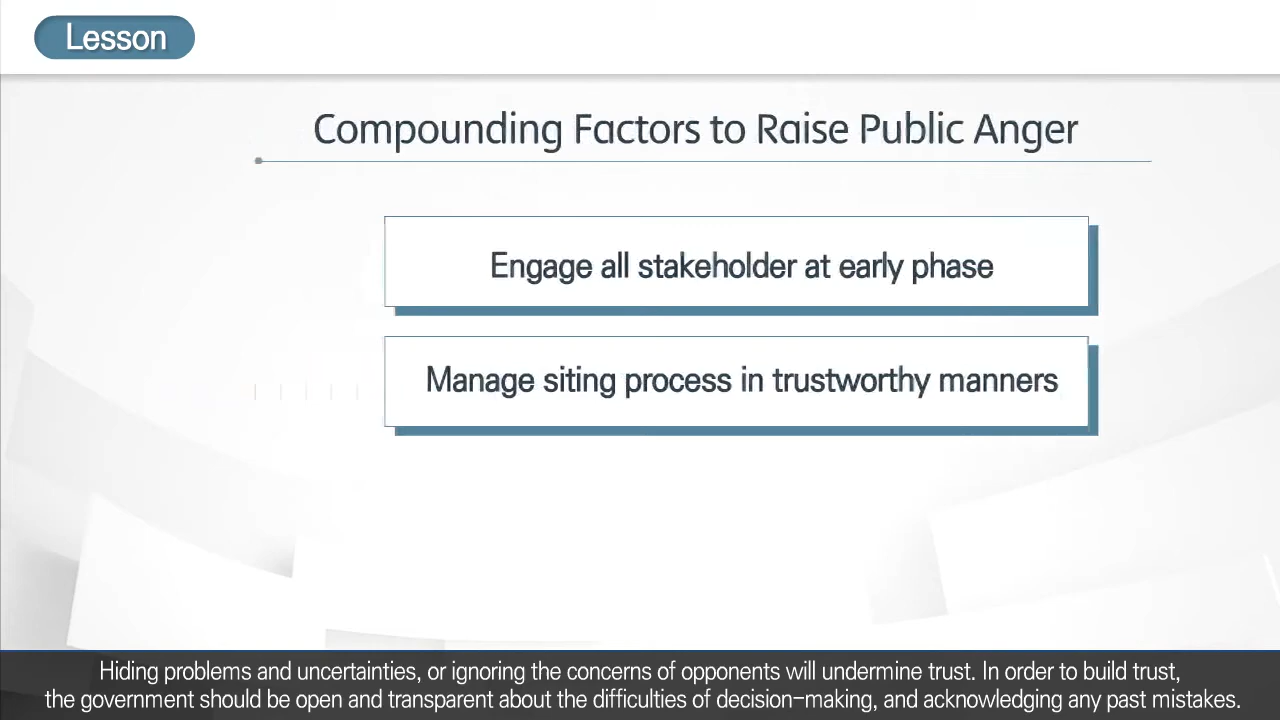 Lesson
Compounding Factors to Raise Public Anger
Engage all stakeholder at early phase
Manage siting process in trustworthy manners
Hiding problems and uncertainties, or ignoring the concerns of opponents will undermine trust. In order to build trust,
the government should be open and transparent about the difficulties of decision-making, and acknowledging any past mistakes.